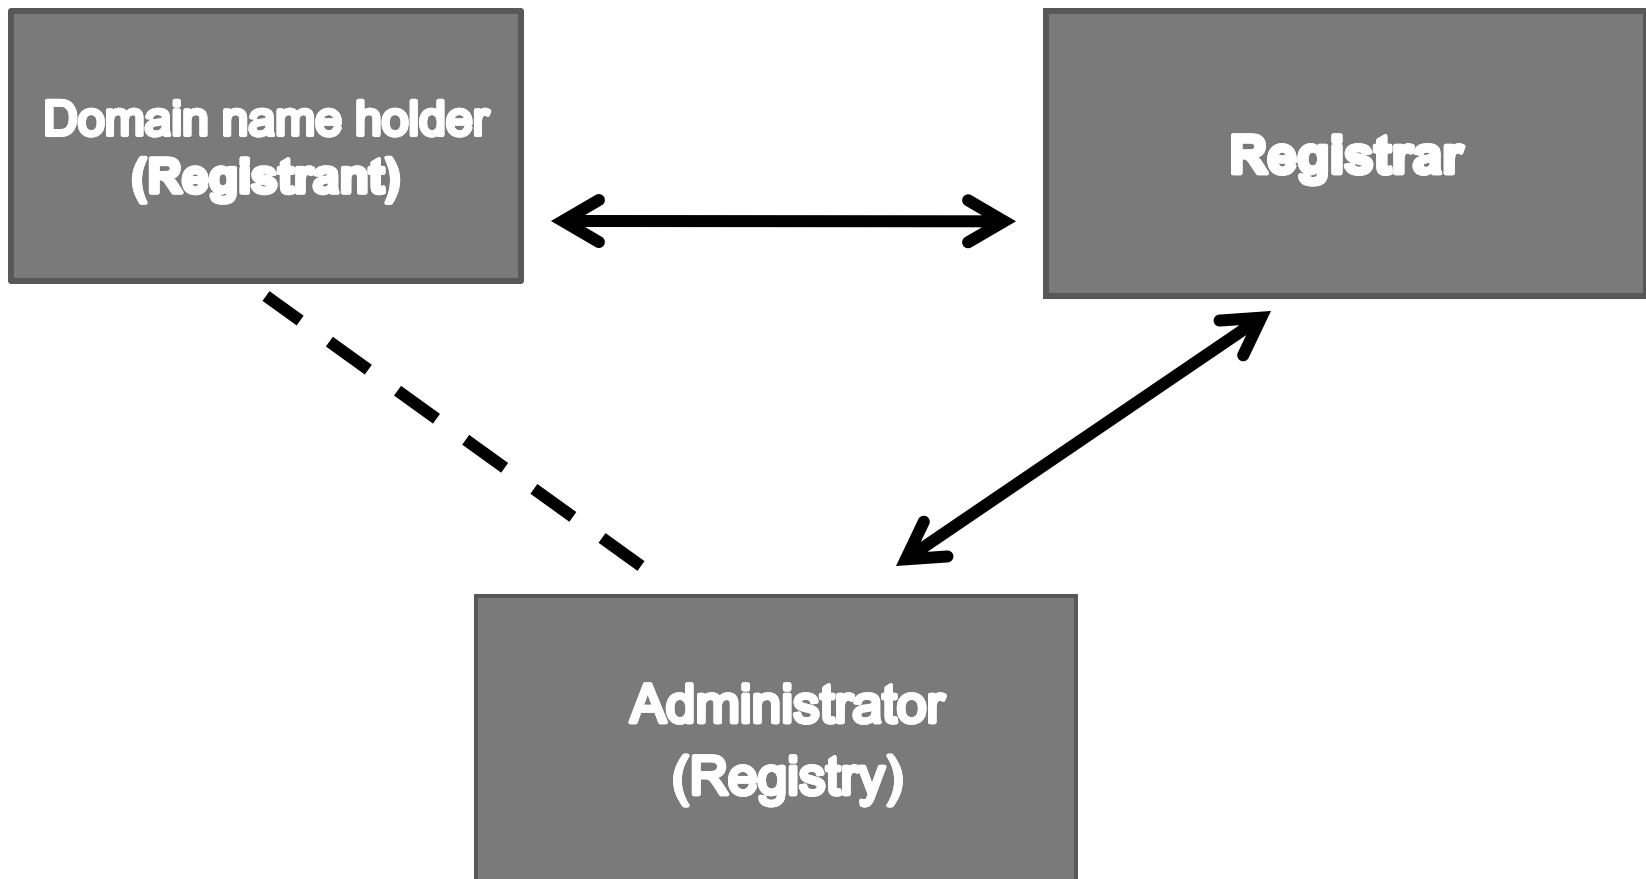 Domain name holder
(Registrant)
Registrar
Administrator
(Registry)